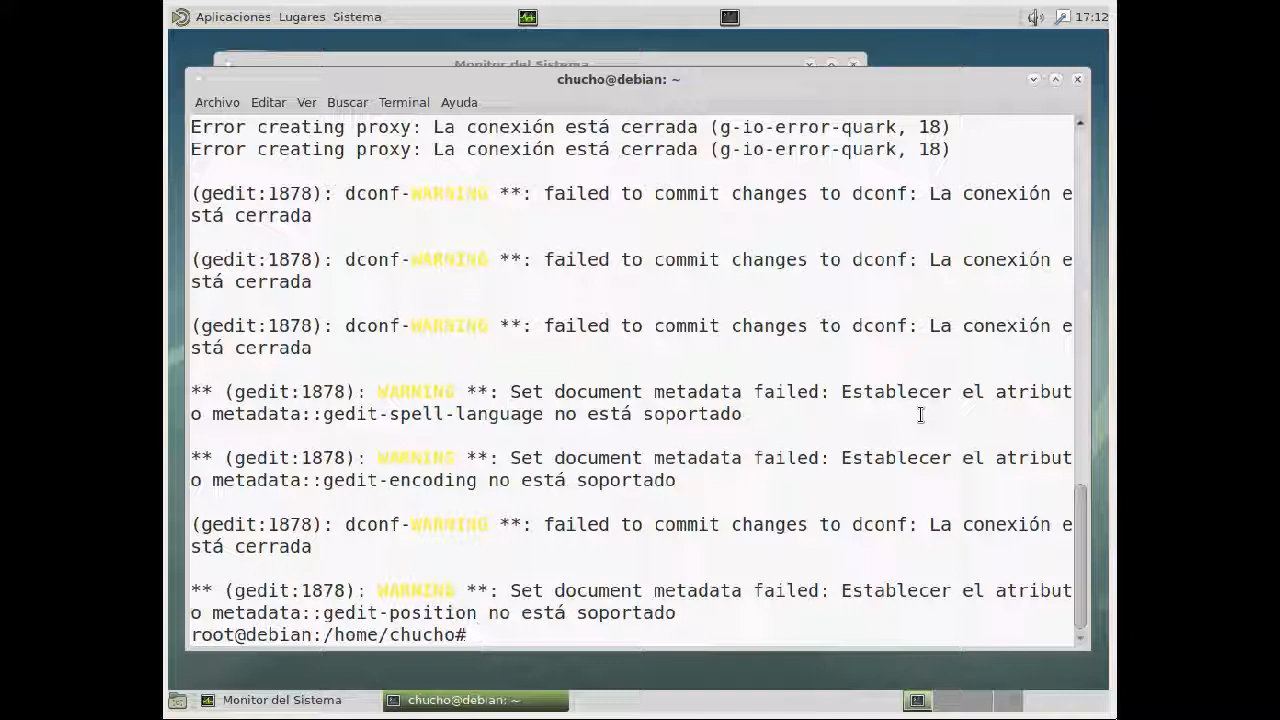 Aplicaciones Lugares Sistema
17:12
Monitor del Sistema
chucho@debian: ~
Archivo Editar Ver Buscar Terminal Ayuda
Error creating proxy: La conexión está cerrada (g-io-error-quark, 18)
Error creating proxy: La conexión está cerrada (g-io-error-quark, 18)
(gedit:1878): dconf-WARNING **: failed to commit changes to dconf: La conexión e
stá cerrada
(gedit:1878): dconf-WARNING **: failed to commit changes to dconf: La conexión e
stá cerrada
(gedit:1878): dconf-WARNING **: failed to commit changes to dconf: La conexión e
stá cerrada
** (gedit:1878): WARNING **: Set document metadata failed: Establecer el atribut
o metadata::gedit-spell-language no está soportado
** (gedit:1878): WARNING **: Set document metadata failed: Establecer el atribut
o metadata::gedit-encoding no está soportado
(gedit:1878): dconf-WARNING **: failed to commit changes to dconf: La conexión e
stá cerrada
** (gedit:1878): WARNING **: Set document metadata failed: Establecer el atribut
o metadata::gedit-position no está soportado
root@debian:/home/chucho#
Monitor del Sistema
chucho@debian: ~